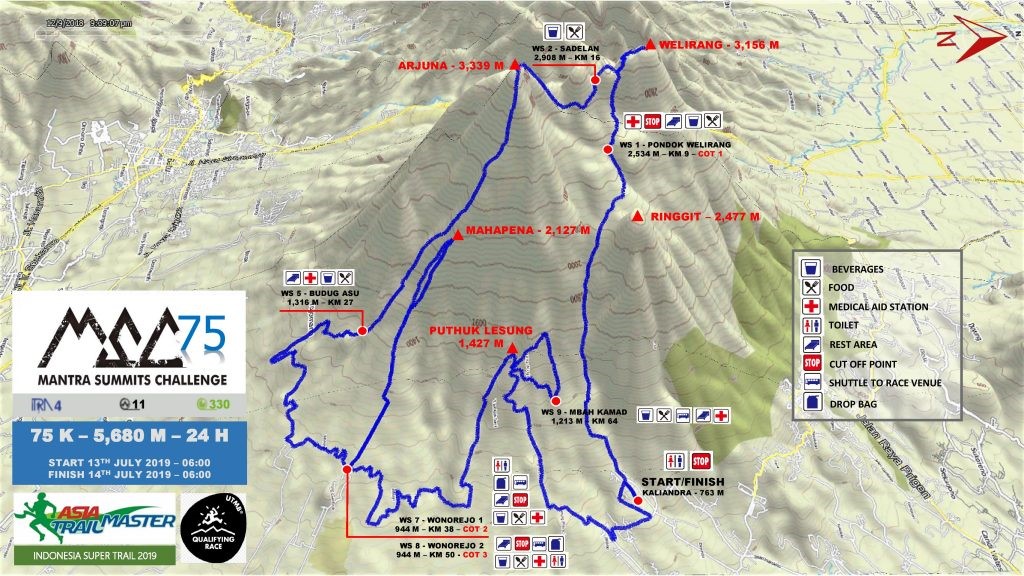 12/9/2018 9:09:07 pm
N
WS 2 - SADELAN
2,908 M – KM 16
WELIRANG – 3,156 M
ARJUNA - 3,339 M
STOP
WS 1 - PONDOK WELIRANG
2,534 M – KM 9 – COT 1
RINGGIT – 2,477 M
MAHAPENA - 2,127 M
WS 5 - BUDUG ASU
1,316 M – KM 27
PUTHUK LESUNG
1,427 M
WS 9 - MBAH KAMAD
1,213 M – KM 64
STOP
START/FINISH
KALIANDRA - 763 M
STOP
WS 7 - WONOREJO 1
944 M – KM 38 – COT 2
WS 8 - WONOREJO 2
944 M – KM 50 - COT 3
STOP
BEVERAGES
FOOD
MEDICAL AID STATION
TOILET
REST AREA
STOP CUT OFF POINT
SHUTTLE TO RACE VENUE
DROP BAG
Jalan Raya Prigen
MSC75
MANTRA SUMMITS CHALLENGE
ITRA 4
11
330
75 K – 5,680 M – 24 H
START 13TH JULY 2019 – 06:00
FINISH 14TH JULY 2019 – 06:00
ASIA
TRAILMASTER
INDONESIA SUPER TRAIL 2019
UTMB®
QUALIFYING
RACE